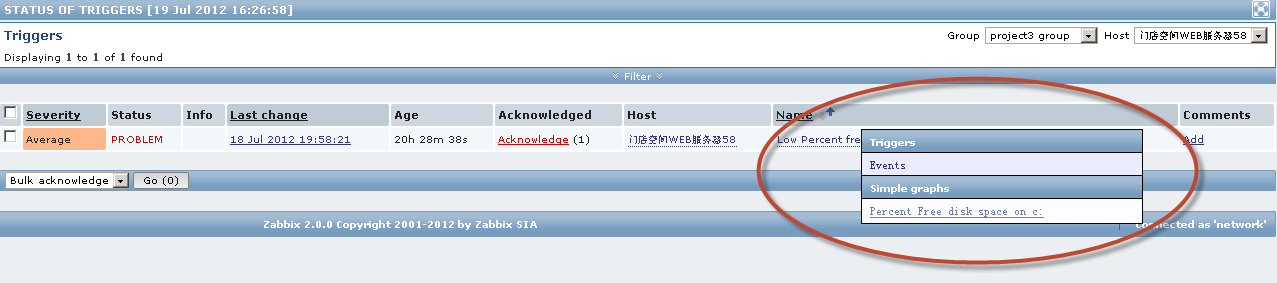 STATUS OF TRIGGERS [19 Jul 2012 16:26:58]
Triggers Group project3 group Host 门店空间WEB服务器58
Displaying 1 to 1 of 1 found
Filter
Severity Status Info Last change Age Acknowledged Host Name Comments
Average PROBLEM 18 Jul 2012 19:58:21 20h 28m 38s Acknowledge (1) 门店空间WEB服务器58 Low Percent fre Add
Triggers
Events
Simple graphs
Percent Free disk space on c:
Bulk acknowledge Go (0)
Zabbix 2.0.0 Copyright 2001-2012 by Zabbix SIA connected as 'network'